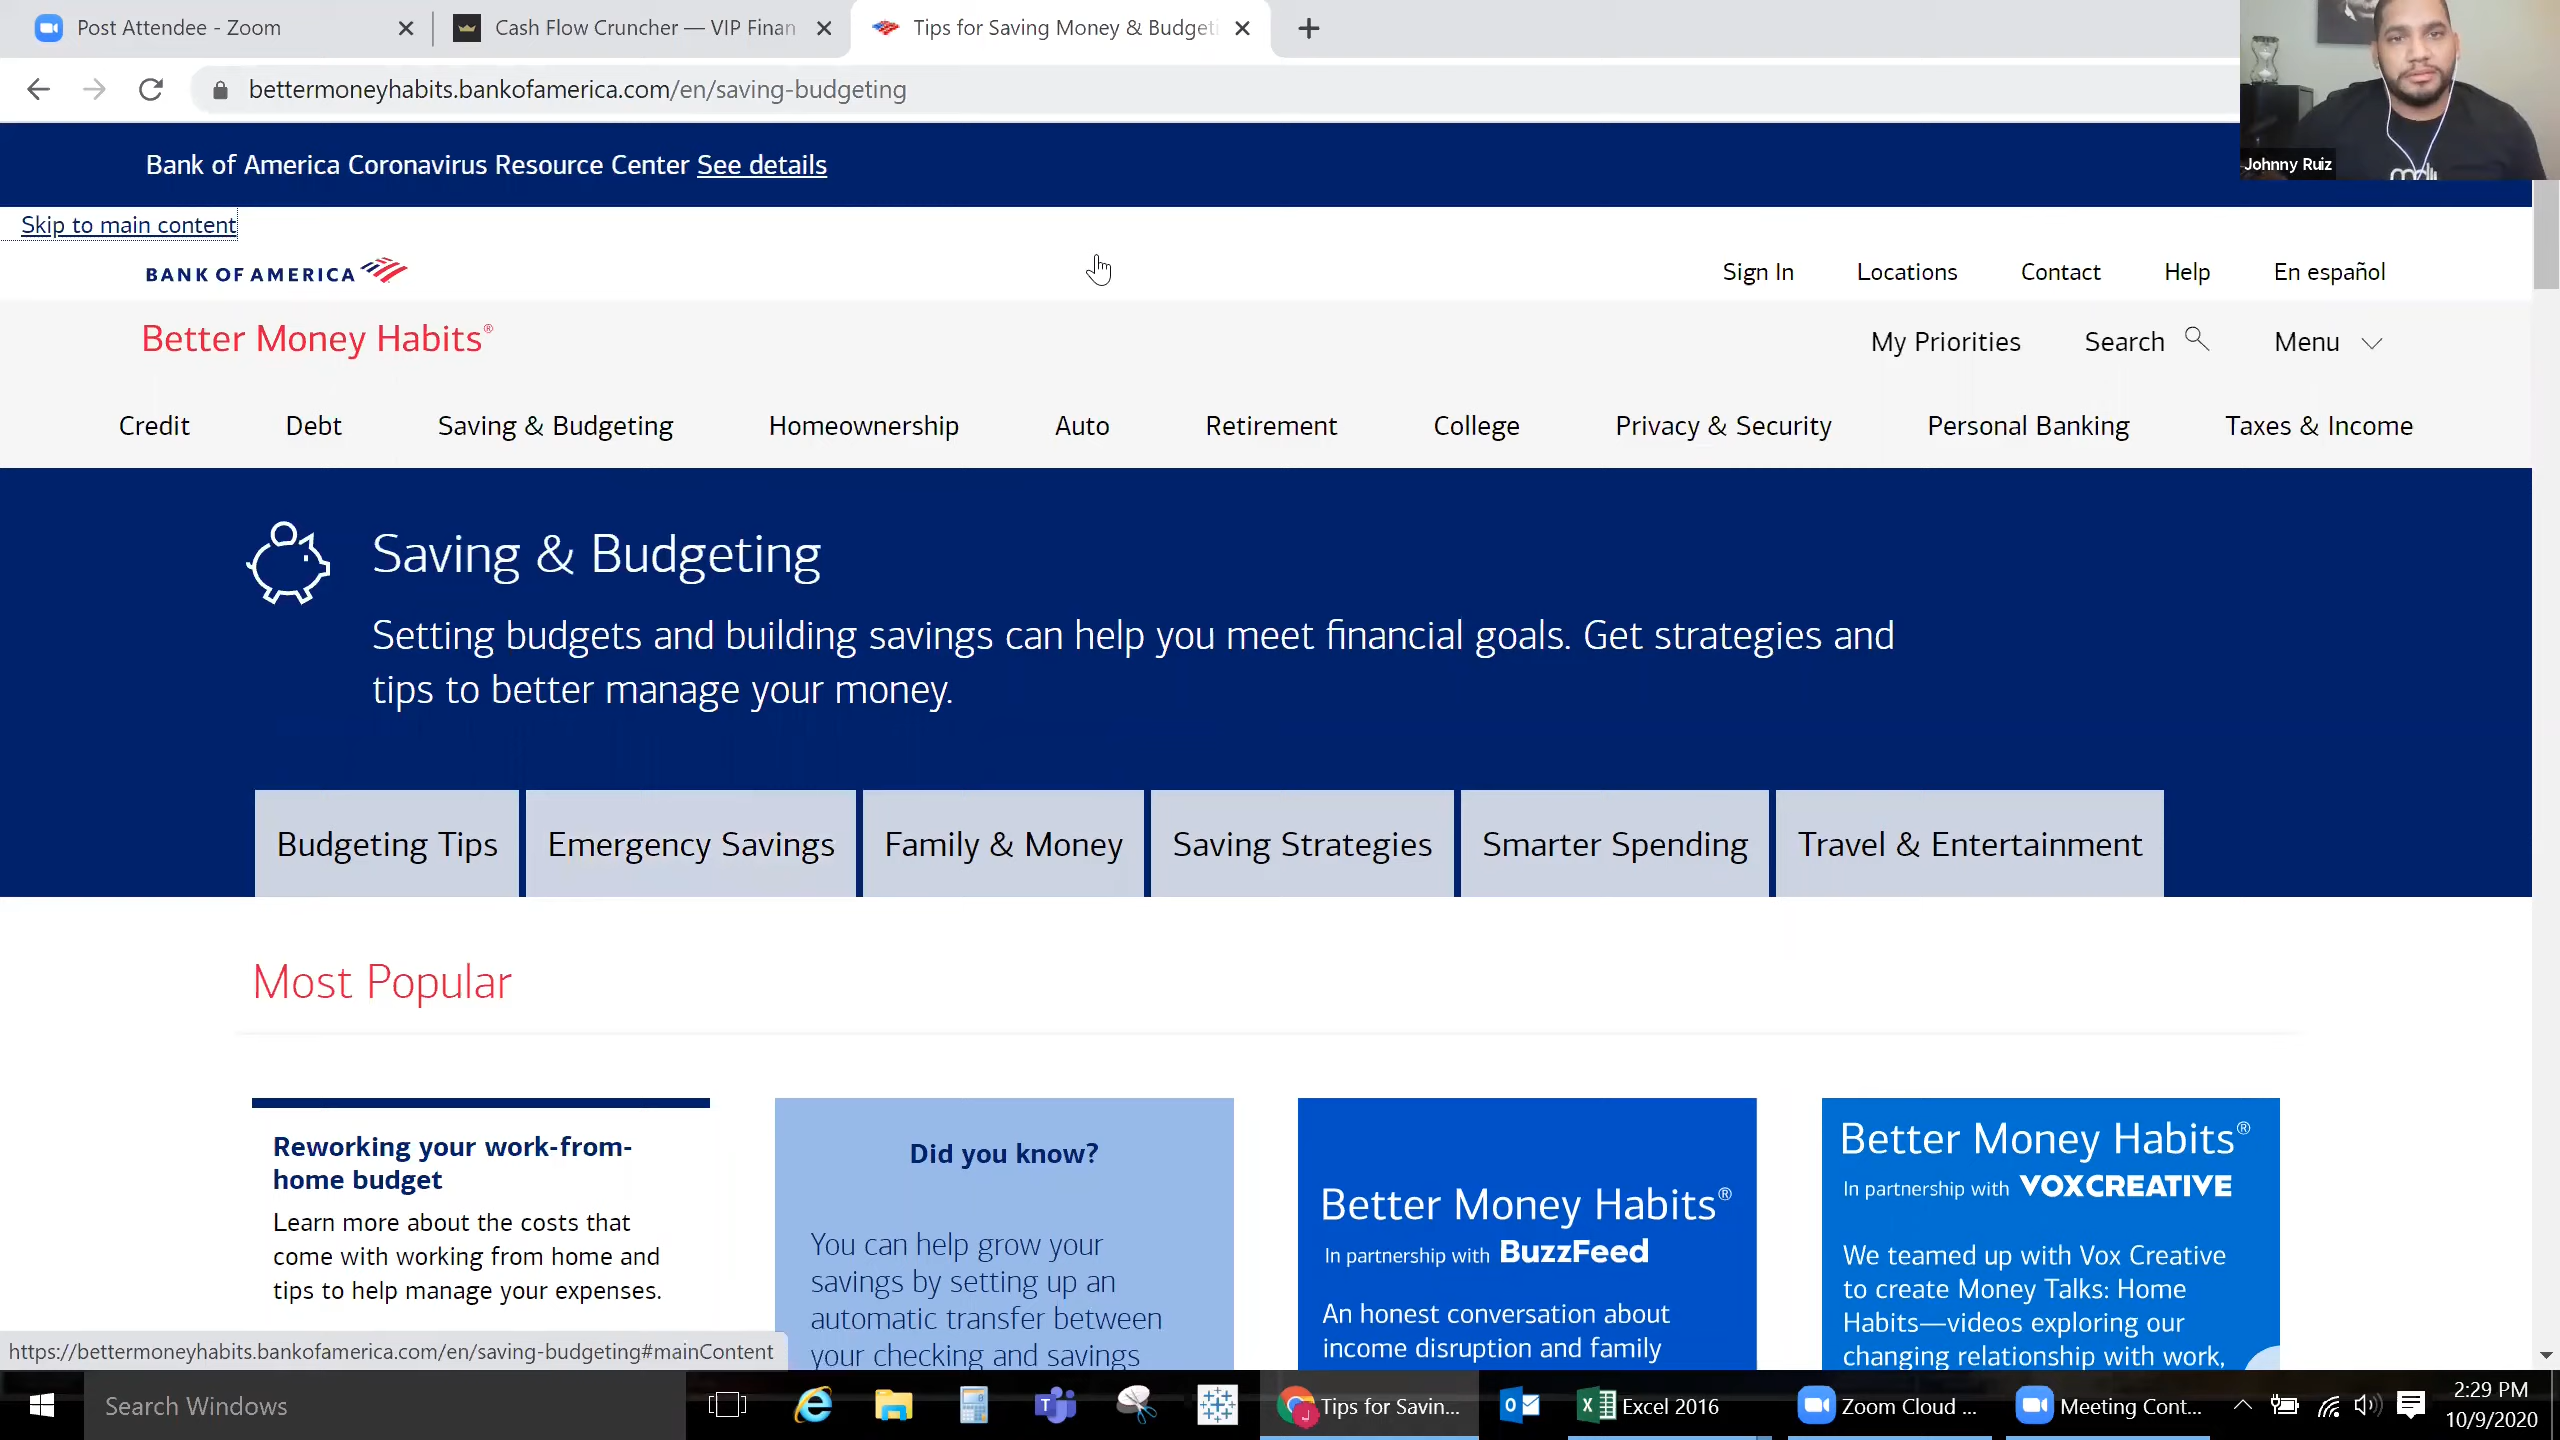 Post Attendee - Zoom
Cash Flow Cruncher — VIP Finan
Tips for Saving Money & Budgeti
bettermoneyhabits.bankofamerica.com/en/saving-budgeting
Johnny Ruiz
Bank of America Coronavirus Resource Center See details
Skip to main content
BANK OF AMERICA
Sign In Locations Contact Help En español
Better Money Habits®
My Priorities Search Menu
Credit Debt Saving & Budgeting Homeownership Auto Retirement College Privacy & Security Personal Banking Taxes & Income
Saving & Budgeting
Setting budgets and building savings can help you meet financial goals. Get strategies and
tips to better manage your money.
Budgeting Tips Emergency Savings Family & Money Saving Strategies Smarter Spending Travel & Entertainment
Most Popular
Reworking your work-from-
home budget
Learn more about the costs that
come with working from home and
tips to help manage your expenses.
Did you know?
You can help grow your
savings by setting up an
automatic transfer between
your checking and savings
Better Money Habits®
In partnership with BuzzFeed
An honest conversation about
income disruption and family
Better Money Habits®
In partnership with VOXCREATIVE
We teamed up with Vox Creative
to create Money Talks: Home
Habits—videos exploring our
changing relationship with work,
https://bettermoneyhabits.bankofamerica.com/en/saving-budgeting#mainContent
Search Windows
Tips for Savin...
Excel 2016
Zoom Cloud ...
Meeting Cont...
2:29 PM
10/9/2020